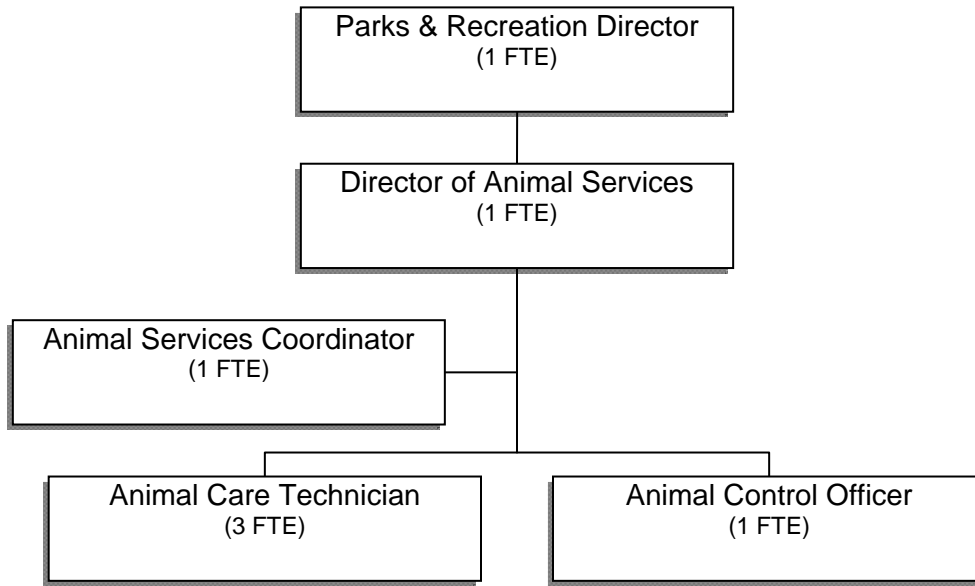 Parks & Recreation Director
(1 FTE)
Director of Animal Services
(1 FTE)
Animal Services Coordinator
(1 FTE)
Animal Care Technician
(3 FTE)
Animal Control Officer
(1 FTE)